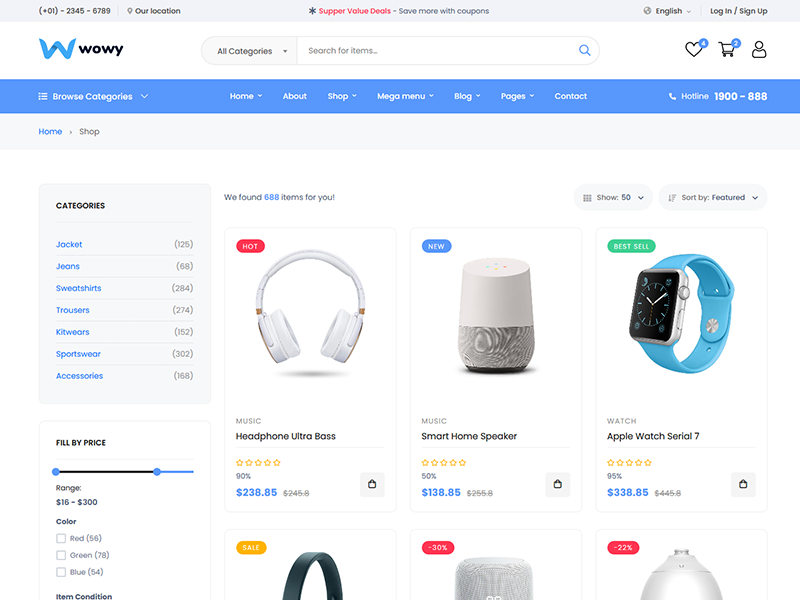 (+01) - 2345 - 6789
Our location
Supper Value Deals - Save more with coupons
English
Log In / Sign Up
wowy
All Categories
Search for items...
4
2
Browse Categories
Home
About
Shop
Mega menu
Blog
Pages
Contact
Hotline 1900 - 888
Home › Shop
CATEGORIES
Jacket (125)
Jeans (68)
Sweatshirts (284)
Trousers (274)
Kitwears (152)
Sportswear (302)
Accessories (168)
FILL BY PRICE
Range:
$16 - $300
Color
Red (56)
Green (78)
Blue (54)
Item Condition
We found 688 items for you!
Show: 50
Sort by: Featured
HOT
MUSIC
Headphone Ultra Bass
90%
$238.85 $245.8
NEW
MUSIC
Smart Home Speaker
50%
$138.85 $255.8
BEST SELL
WATCH
Apple Watch Serial 7
95%
$338.85 $445.8
SALE
-30%
-22%